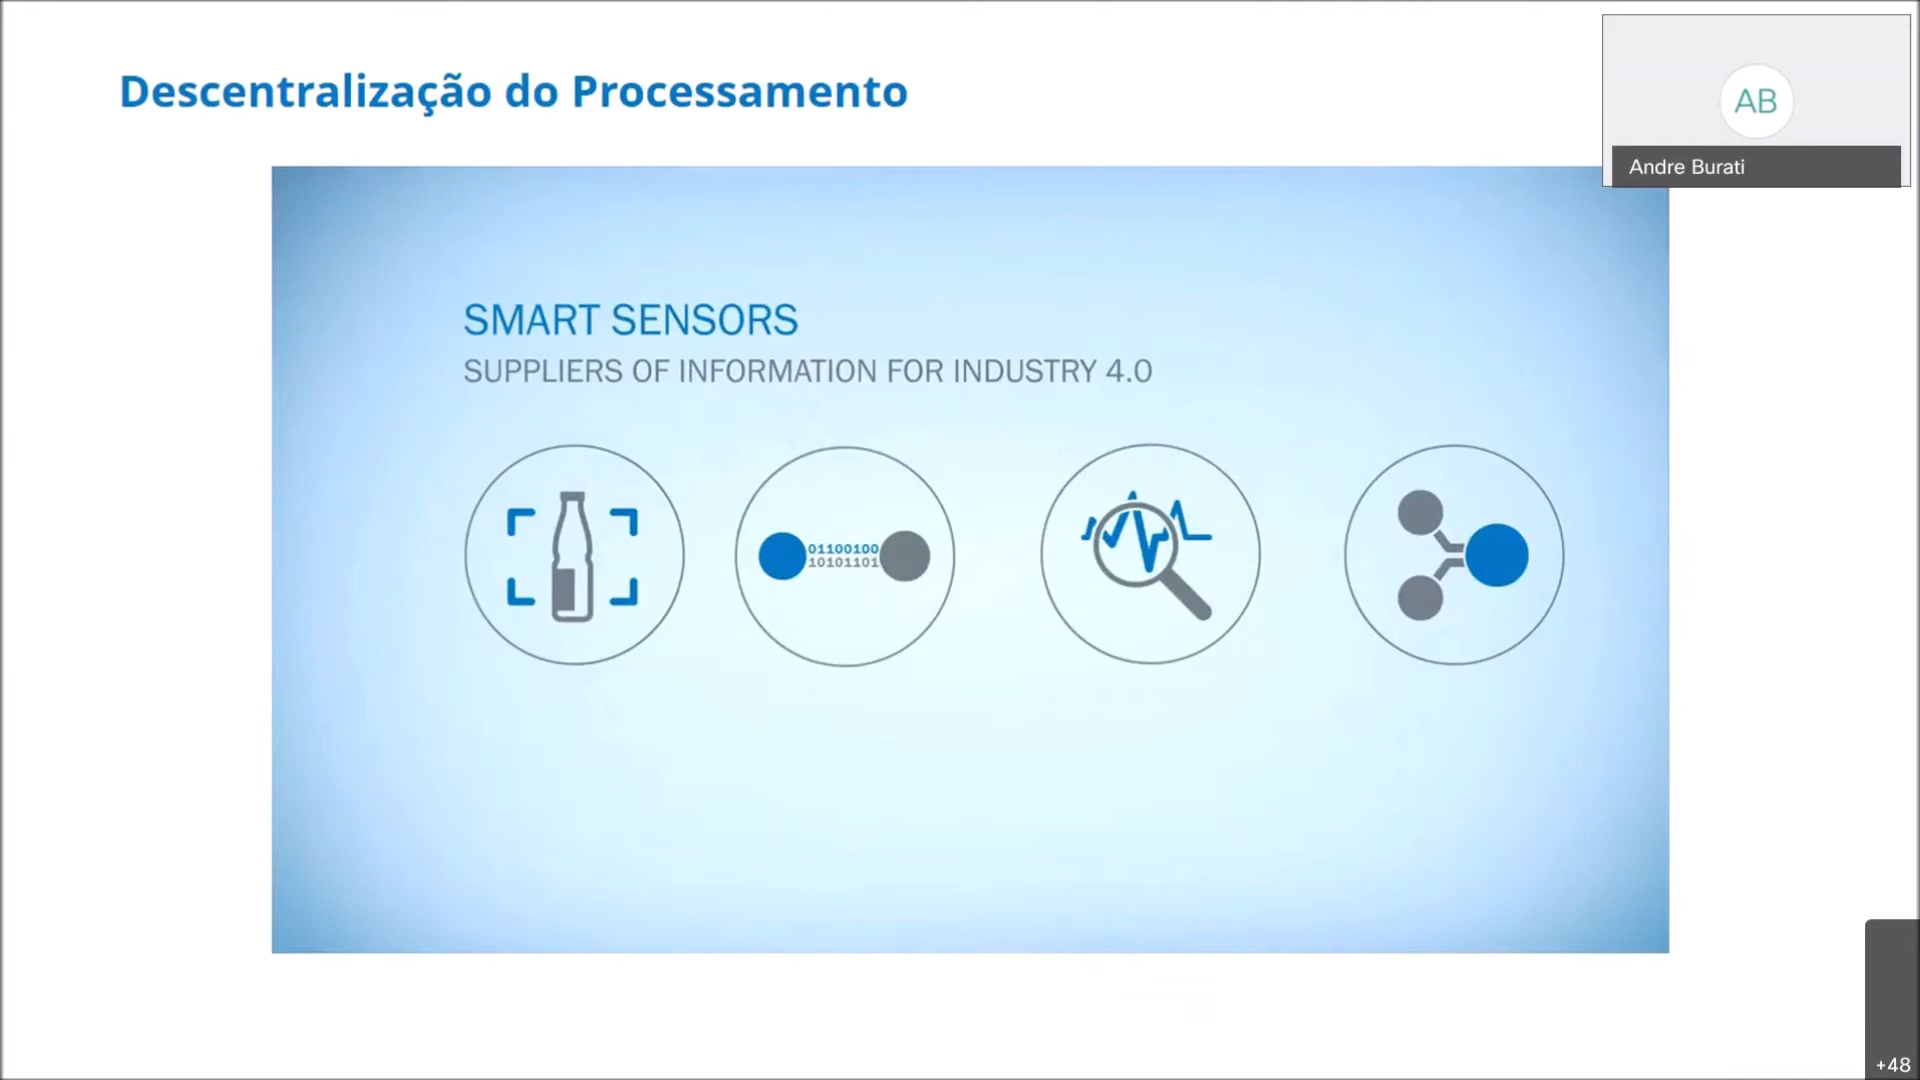 Descentralização do Processamento
AB
Andre Burati
SMART SENSORS
SUPPLIERS OF INFORMATION FOR INDUSTRY 4.0
01100100
10101101
+48